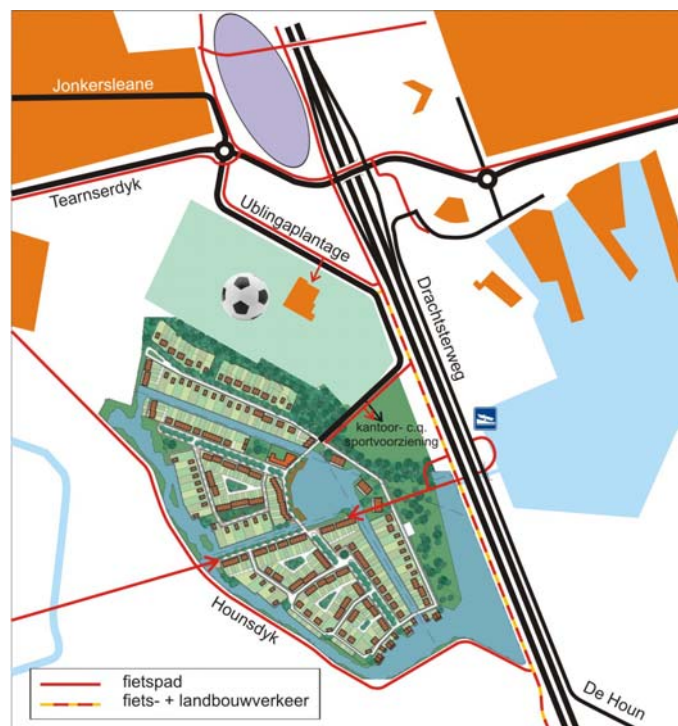 Jonkersleane
Tearnserdyk
Ublingaplantage
Drachtsterweg
kantoor- c.q.
sportvoorziening
Hounsdyk
De Houn
fietspad
fiets- + landbouwverkeer